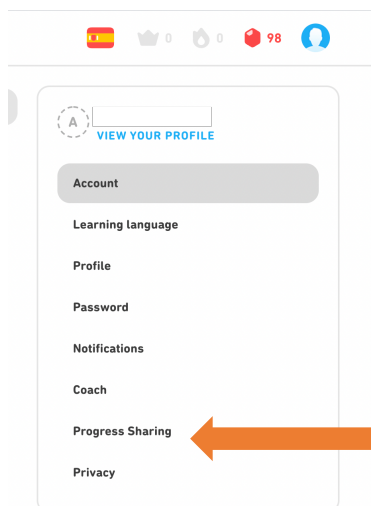 0 0 98
A
VIEW YOUR PROFILE
Account
Learning language
Profile
Password
Notifications
Coach
Progress Sharing
Privacy